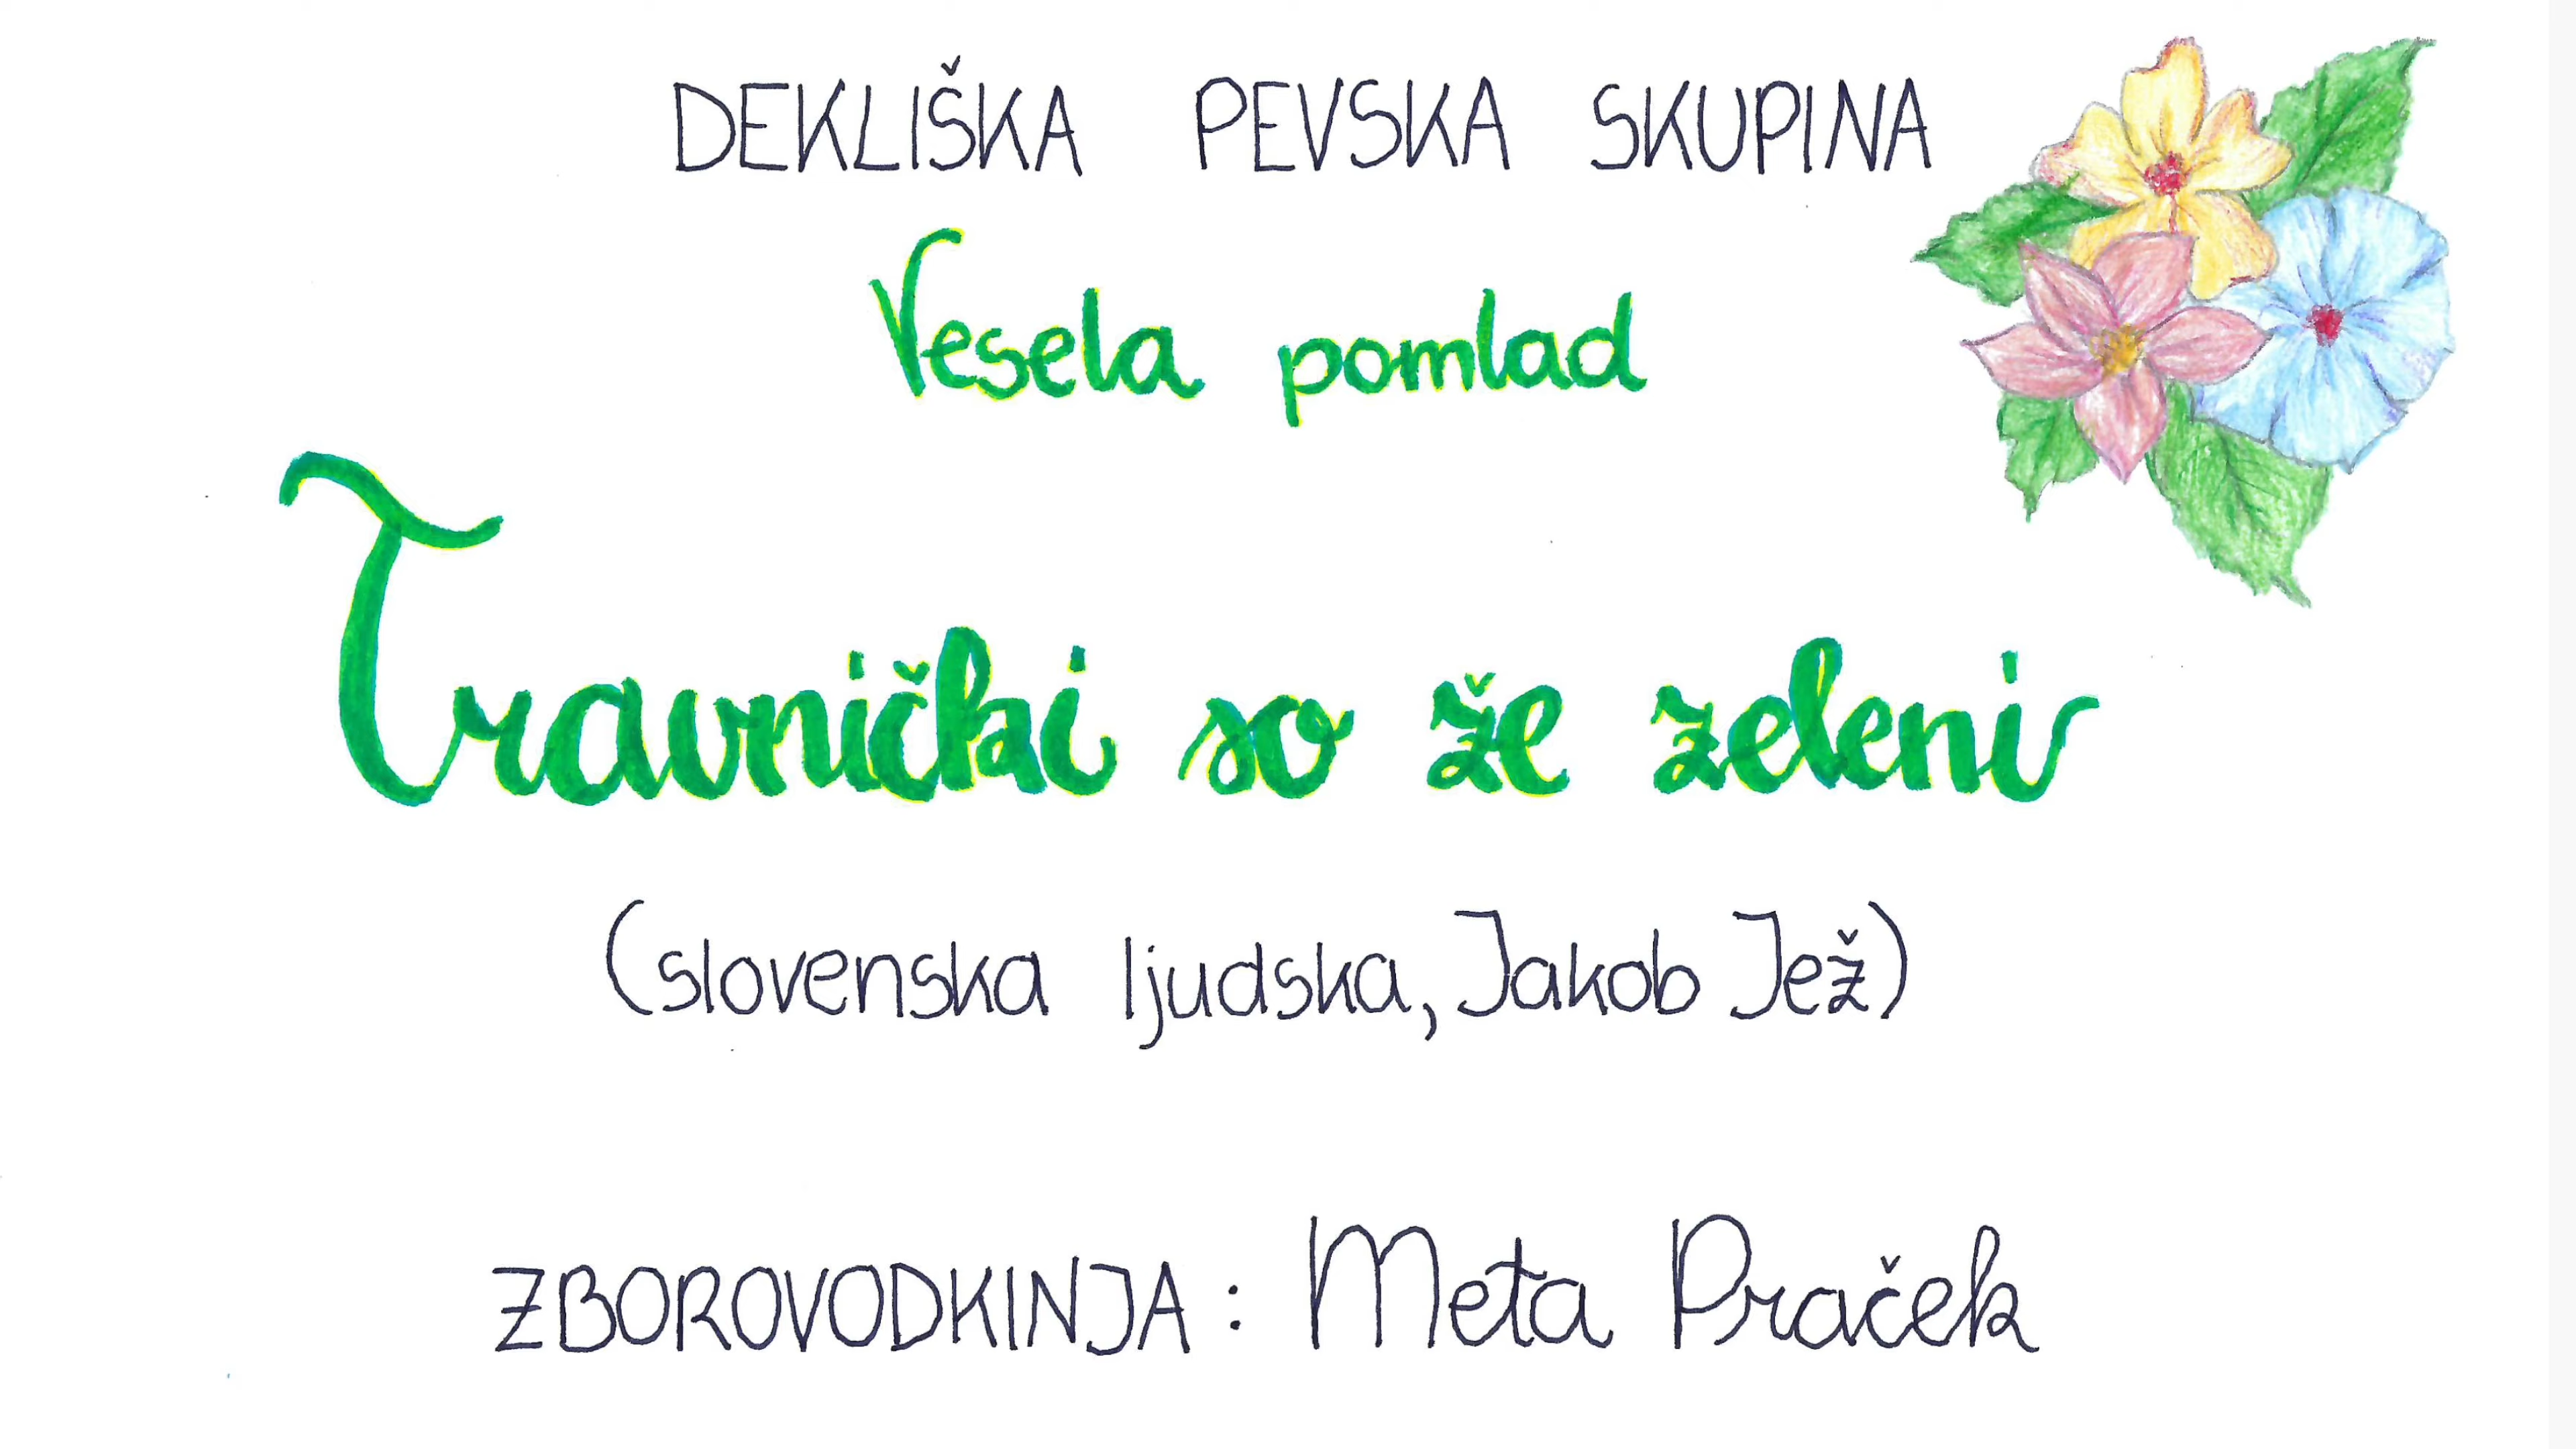 DEKLIŠKA PEVSKA SKUPINA
Vesela pomlad
Travnički so že zeleni
(slovenska ljudska, Jakob Jež)
ZBOROVODKINJA: Meta Praček